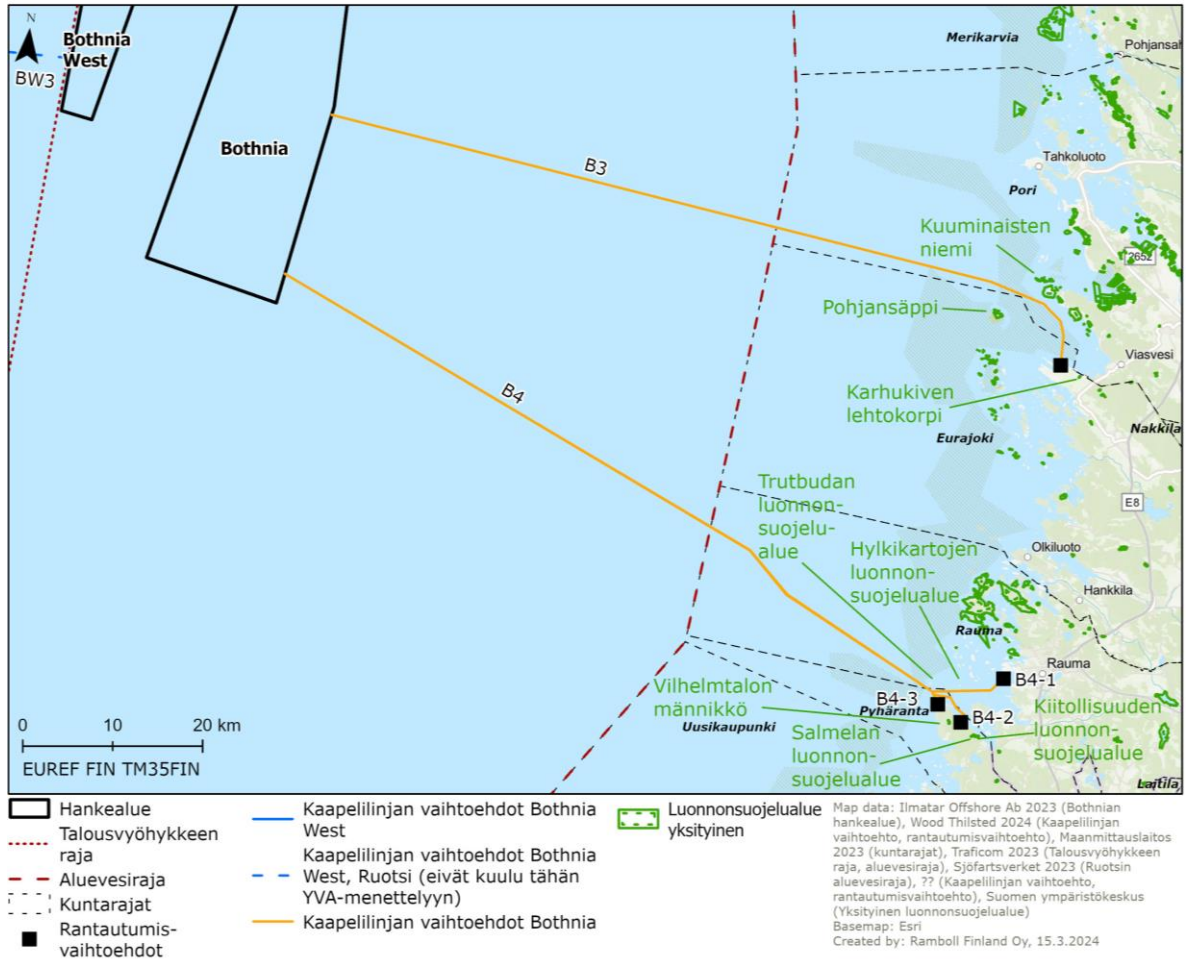 N
Bothnia
West
BW3
Bothnia
B3
B4
Merikarvia
Pohjansah
Tahkoluoto
Pori
Kuuminaisten
niemi
2652
Pohjansäppi
Viasvesi
Karhukiven
lehtokorpi
Nakkila
Eurajoki
E8
Trutbudan
luonnon-
suojelu-
alue
Hylkikartojen
luonnon-
suojelualue
Olkiluoto
Hankkila
Rauma
Rauma
B4-1
B4-3
B4-2
Vilhelmtalon
männikkö
Pyhäranta
Uusikaupunki
Salmelan
luonnon-
suojelualue
Kiitollisuuden
luonnon-
suojelualue
Laitila
0 10 20 km
EUREF FIN TM35FIN
Hankealue
Talousvyöhykkeen
raja
Aluevesiraja
Kuntarajat
Rantautumis-
vaihtoehdot
Kaapelilinjan vaihtoehdot Bothnia
West
Kaapelilinjan vaihtoehdot Bothnia
West, Ruotsi (eivät kuulu tähän
YVA-menettelyyn)
Kaapelilinjan vaihtoehdot Bothnia
Luonnonsuojelualue
yksityinen
Map data: Ilmatar Offshore Ab 2023 (Bothnian
hankealue), Wood Thilsted 2024 (Kaapelilinjan
vaihtoehto, rantautumisvaihtoehto), Maanmittauslaitos
2023 (kuntarajat), Traficom 2023 (Talousvyöhykkeen
raja, aluevesiraja), Sjöfartsverket 2023 (Ruotsin
aluevesiraja), ?? (Kaapelilinjan vaihtoehto,
rantautumisvaihtoehto), Suomen ympäristökeskus
(Yksityinen luonnonsuojelualue)
Basemap: Esri
Created by: Ramboll Finland Oy, 15.3.2024